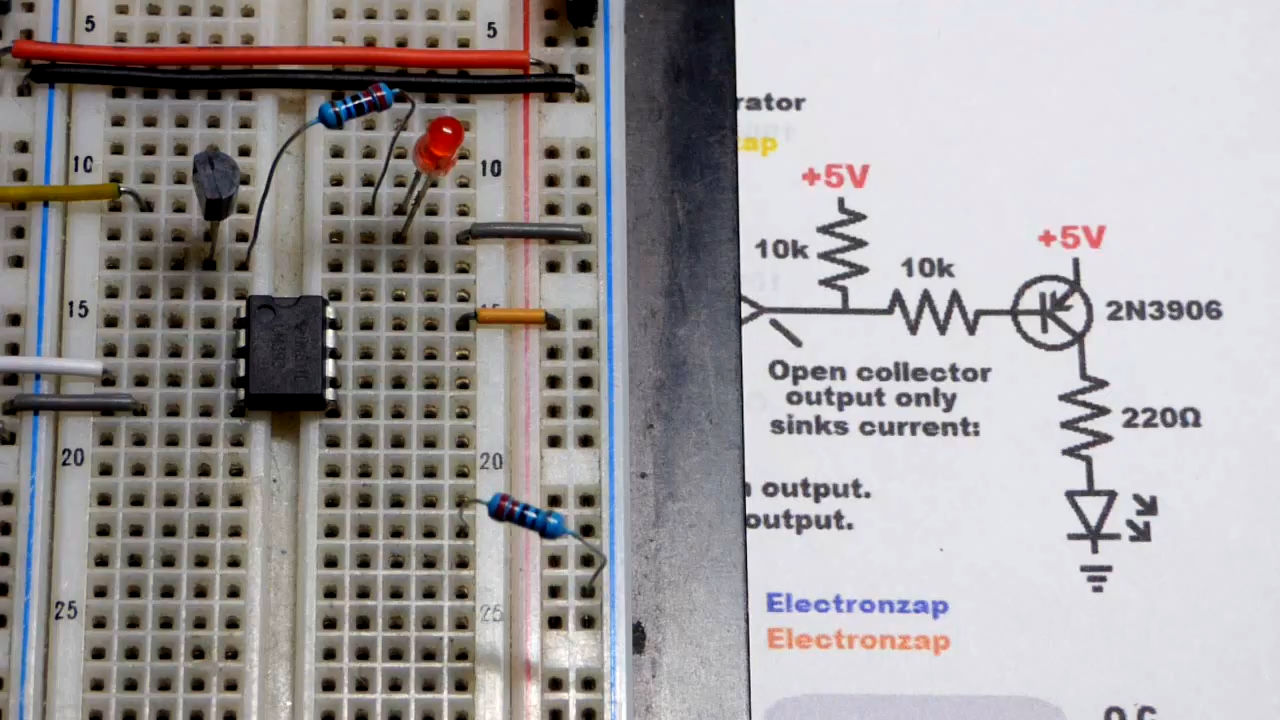 5
5
10
10
15
20
20
25
25
rator
ap
+5V
10k
10k
+5V
2N3906
Open collector
output only
sinks current:
220Ω
output.
output.
Electronzap
Electronzap